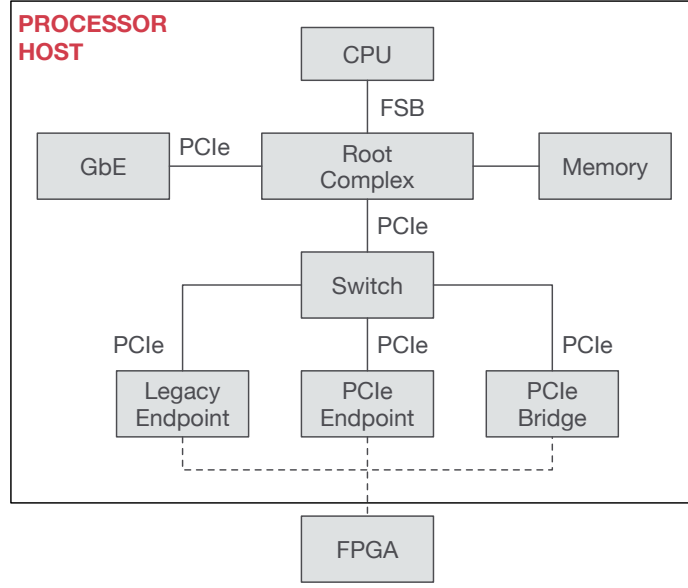 PROCESSOR
HOST
CPU
FSB
GbE
PCIe
Root
Complex
Memory
PCIe
Switch
PCIe
PCIe
PCIe
Legacy
Endpoint
PCIe
Endpoint
PCIe
Bridge
FPGA